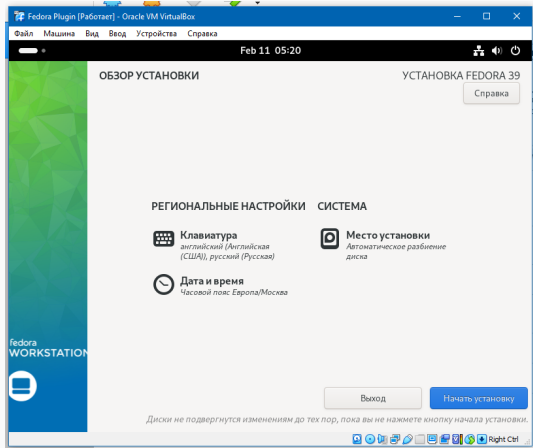 Fedora Plugin [Работает] - Oracle VM VirtualBox
Файл Машина Вид Ввод Устройства Справка
Feb 11 05:20
ОБЗОР УСТАНОВКИ
УСТАНОВКА FEDORA 39
Справка
РЕГИОНАЛЬНЫЕ НАСТРОЙКИ
СИСТЕМА
Клавиатура
английский (Английская
(США)), русский (Русская)
Место установки
Автоматическое разбиение
диска
Дата и время
Часовой пояс Европа/Москва
fedora
WORKSTATION
Выход
Начать установку
Диски не подвергнутся изменениям до тех пор, пока вы не нажмете кнопку начала установки.
Right Ctrl